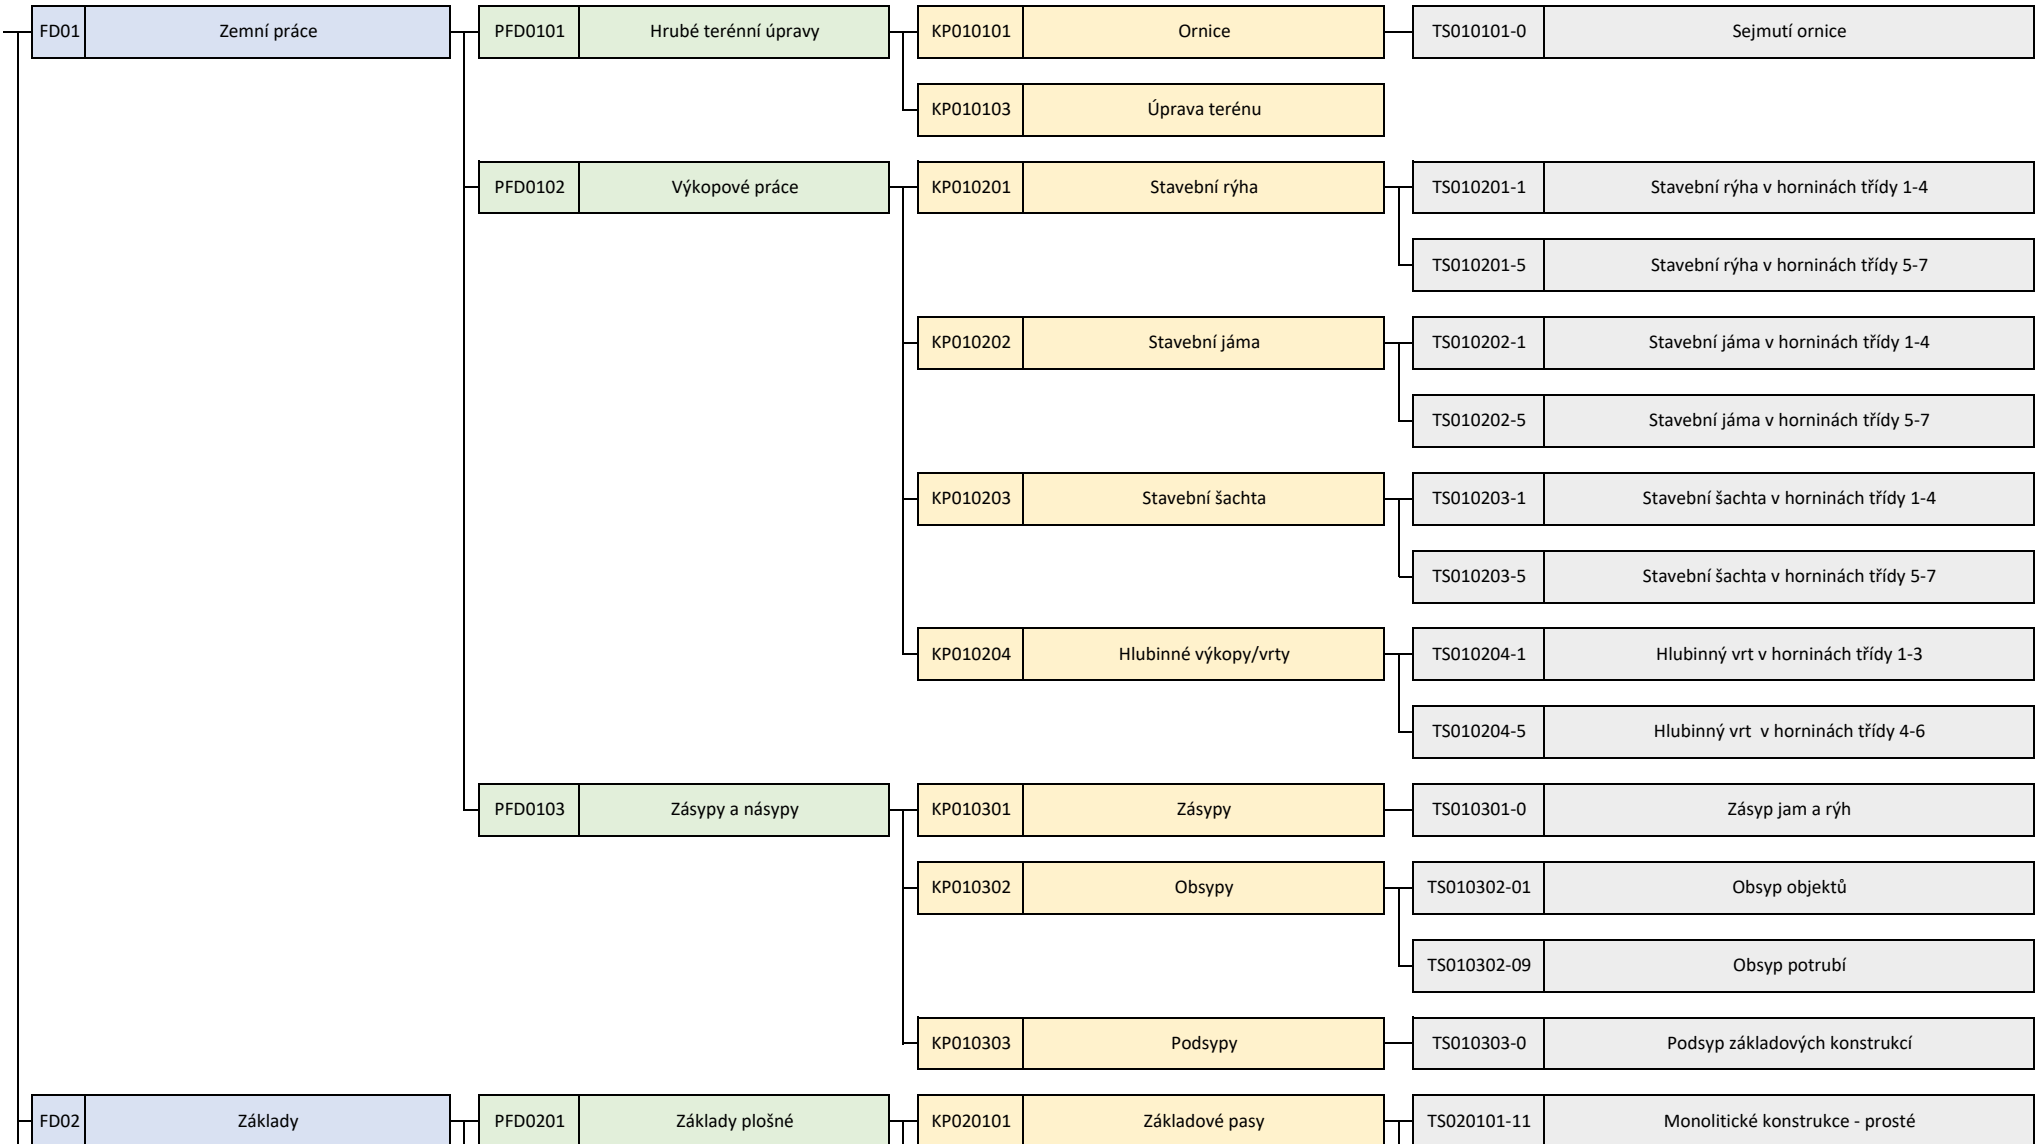 FD01 Zemní práce PFD0101 Hrubé terénní úpravy KP010101 Ornice TS010101-0 Sejmutí ornice
KP010103 Úprava terénu
PFD0102 Výkopové práce KP010201 Stavební rýha TS010201-1 Stavební rýha v horninách třídy 1-4
TS010201-5 Stavební rýha v horninách třídy 5-7
KP010202 Stavební jáma TS010202-1 Stavební jáma v horninách třídy 1-4
TS010202-5 Stavební jáma v horninách třídy 5-7
KP010203 Stavební šachta TS010203-1 Stavební šachta v horninách třídy 1-4
TS010203-5 Stavební šachta v horninách třídy 5-7
KP010204 Hlubinné výkopy/vrty TS010204-1 Hlubinný vrt v horninách třídy 1-3
TS010204-5 Hlubinný vrt v horninách třídy 4-6
PFD0103 Zásypy a násypy KP010301 Zásypy TS010301-0 Zásyp jam a rýh
KP010302 Obsypy TS010302-01 Obsyp objektů
TS010302-09 Obsyp potrubí
KP010303 Podsypy TS010303-0 Podsyp základových konstrukcí
FD02 Základy PFD0201 Základy plošné KP020101 Základové pasy TS020101-11 Monolitické konstrukce - prosté